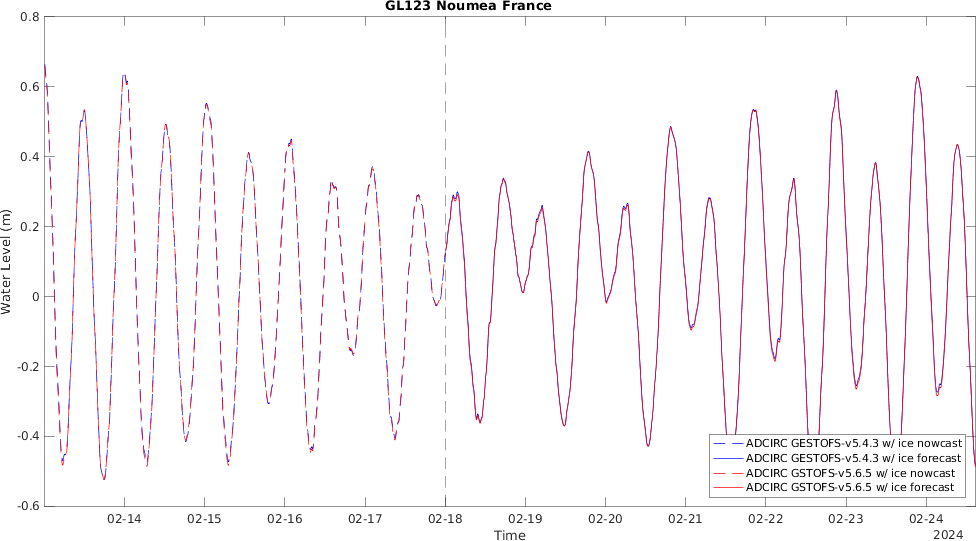 GL123 Noumea France
0.8
0.6
0.4
0.2
0
-0.2
-0.4
-0.6
Water Level (m)
ADCIRC GESTOFS-v5.4.3 w/ ice nowcast
ADCIRC GESTOFS-v5.4.3 w/ ice forecast
ADCIRC GSTOFS-v5.6.5 w/ ice nowcast
ADCIRC GSTOFS-v5.6.5 w/ ice forecast
02-14 02-15 02-16 02-17 02-18 02-19 02-20 02-21 02-22 02-23 02-24
Time 2024